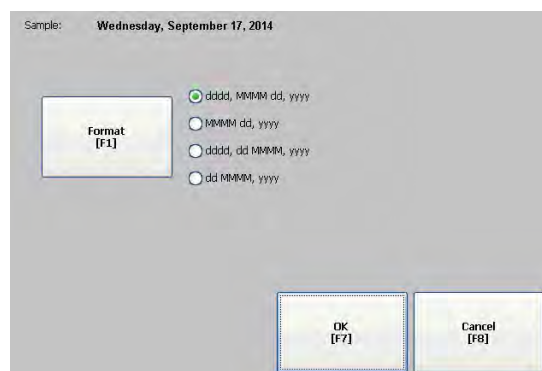 Sample: Wednesday, September 17, 2014
dddd, MMMM dd, yyyy
MMMM dd, yyyy
Format
[F1]
dddd, dd MMMM, yyyy
dd MMMM, yyyy
OK
[F7]
Cancel
[F8]